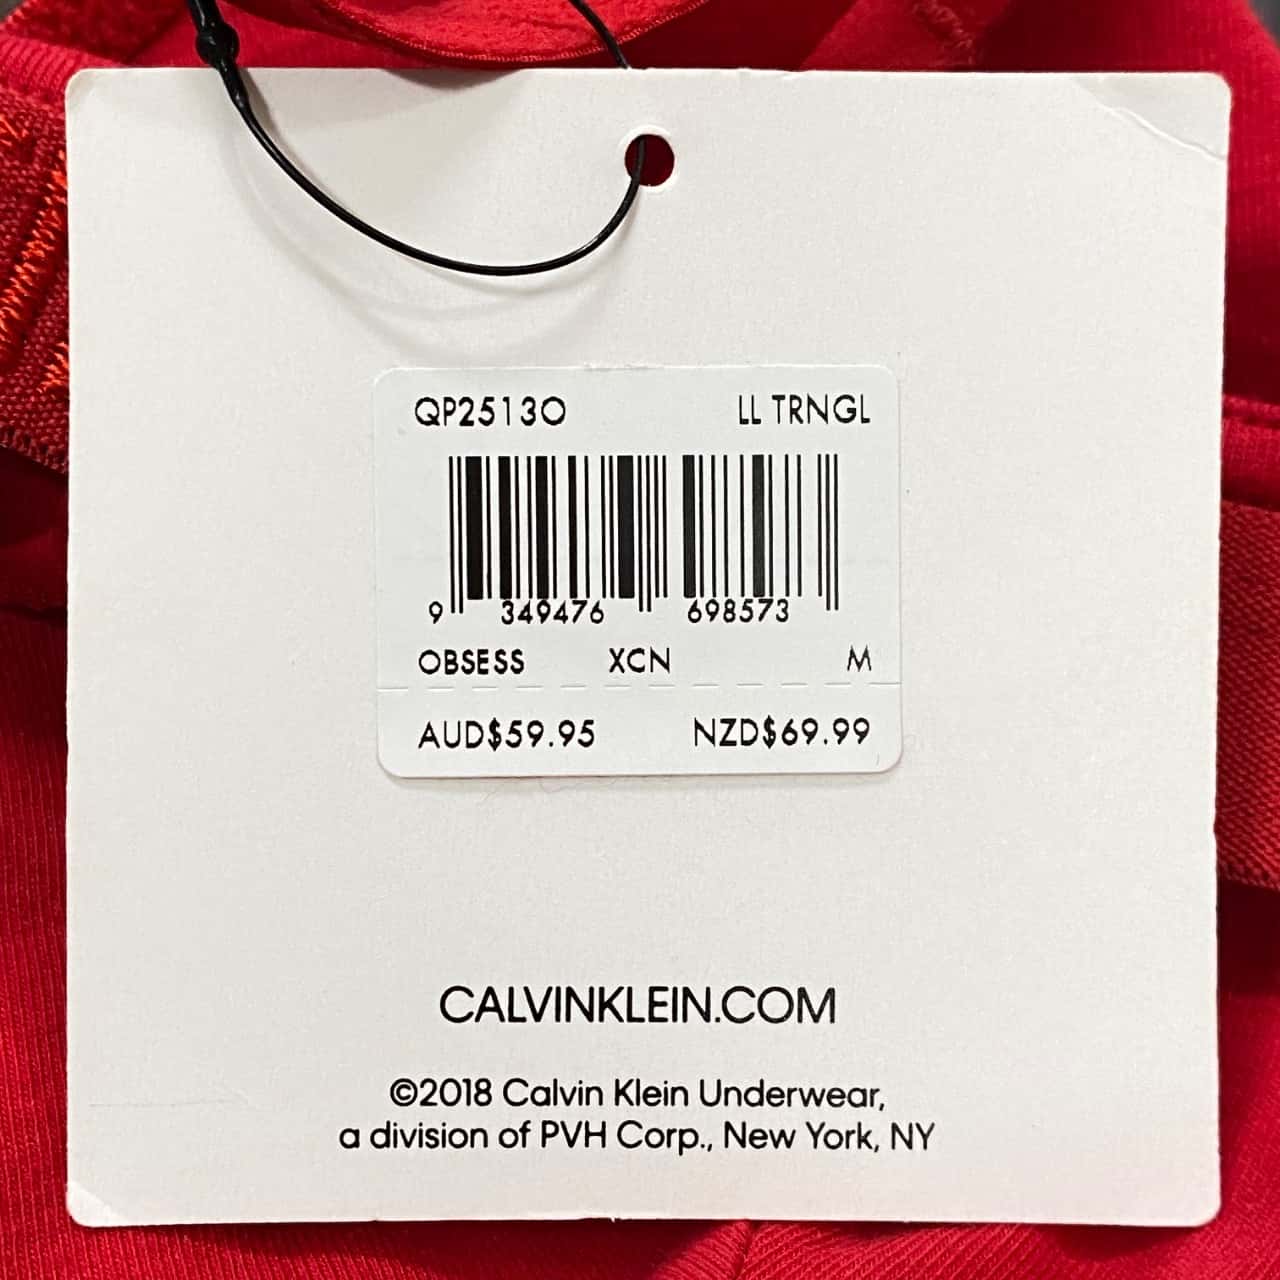 QP2513O LL TRNGL
9 349476 698573
OBSESS XCN M
AUD$59.95 NZD$69.99
CALVINKLEIN.COM
©2018 Calvin Klein Underwear,
a division of PVH Corp., New York, NY